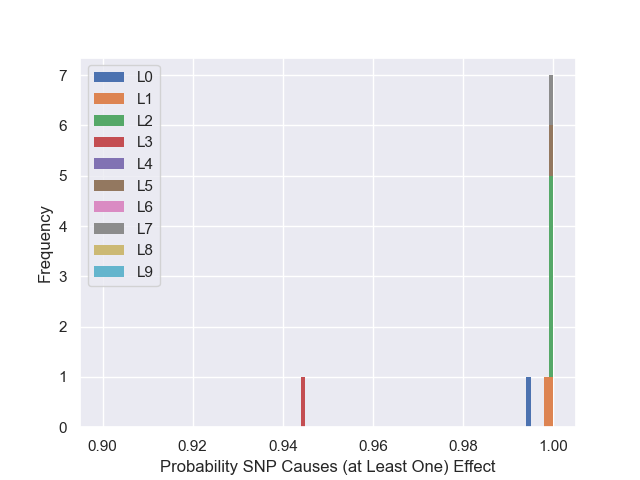 7
6
5
4
3
2
1
0
Frequency
L0
L1
L2
L3
L4
L5
L6
L7
L8
L9
0.90 0.92 0.94 0.96 0.98 1.00
Probability SNP Causes (at Least One) Effect